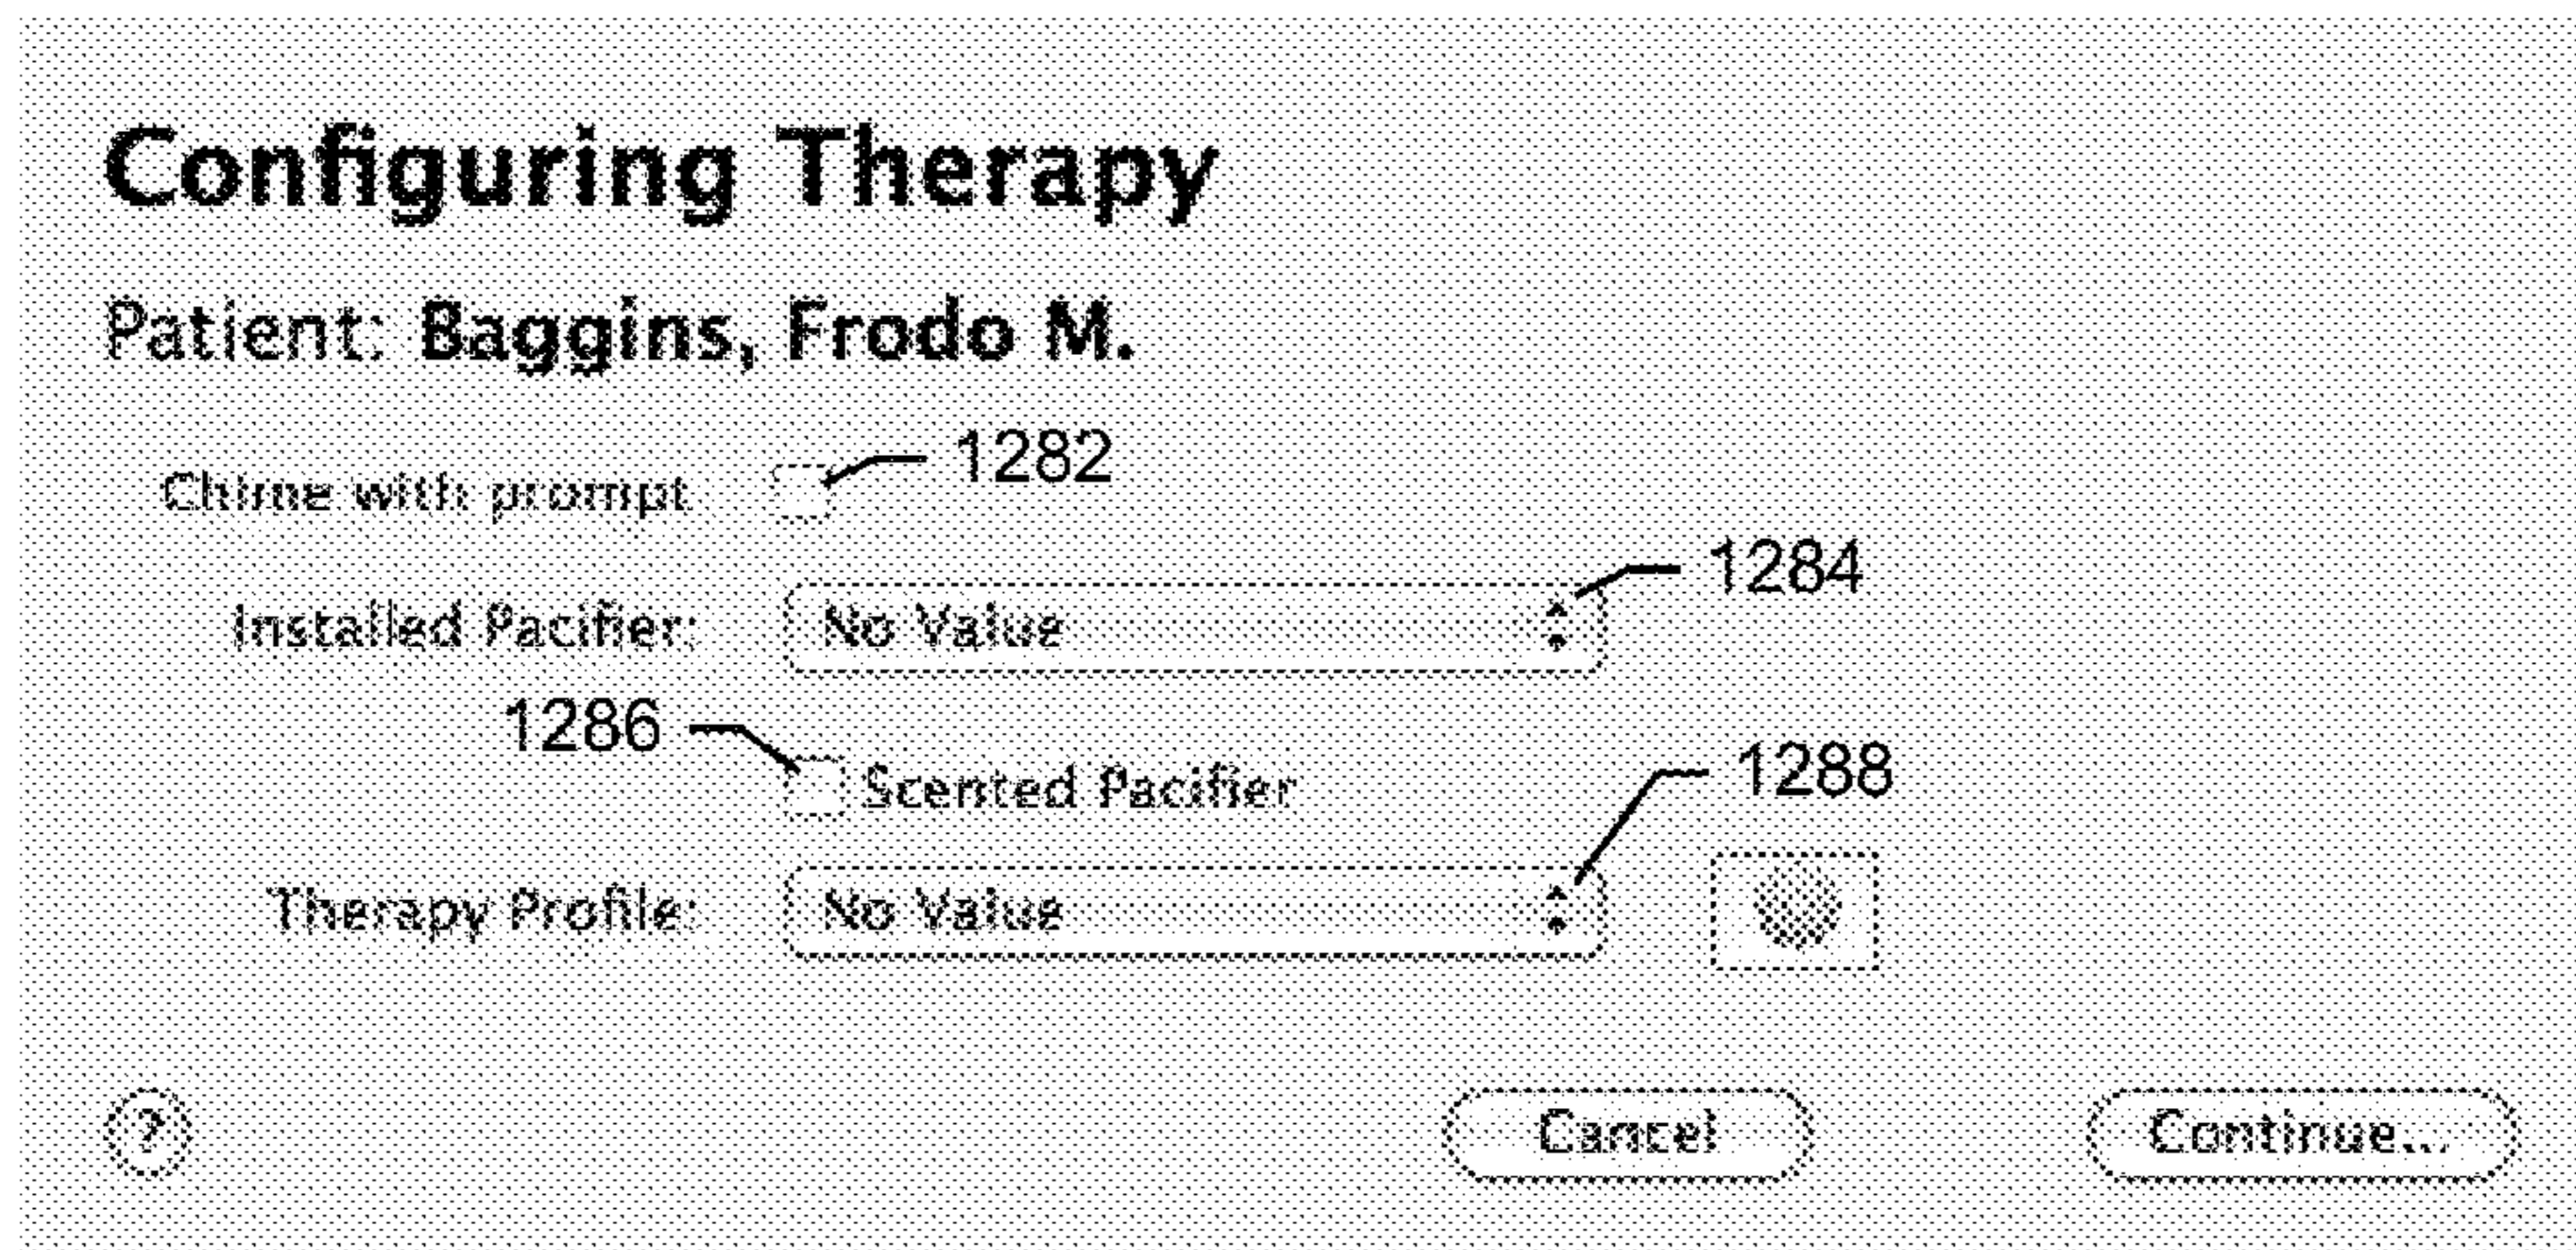 Configuring Therapy
Patient: Baggins, Frodo M.
Chime with prompt 1282
Installed Pacifier: No Value 1284
1286 Scented Pacifier 1288
Therapy Profile: No Value
? Cancel Continue...